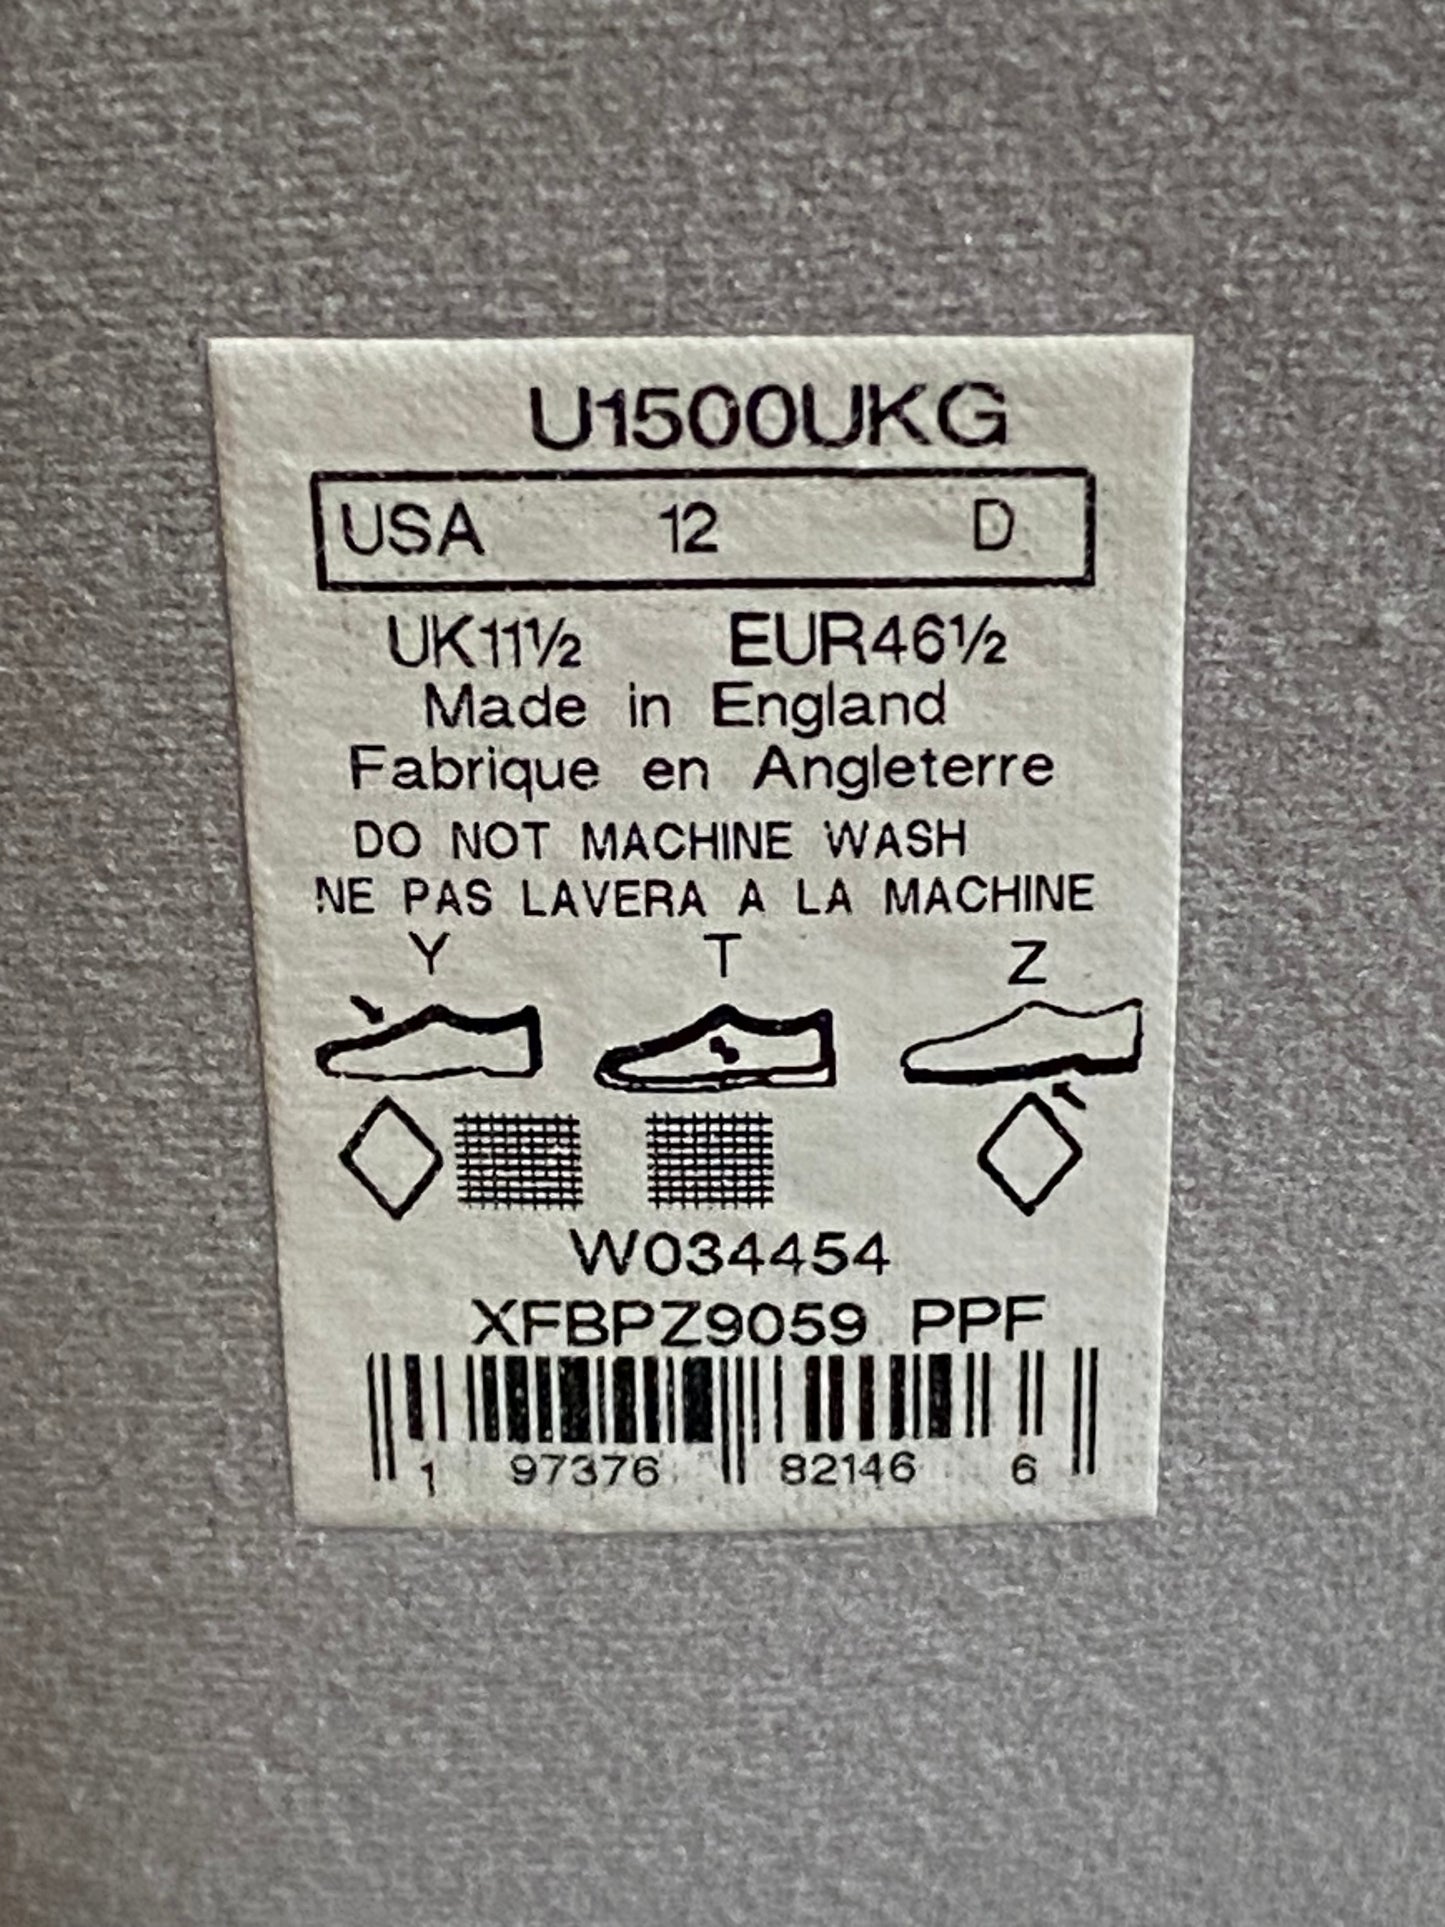 U1500UKG
USA 12 D
UK11½ EUR46½
Made in England
Fabrique en Angleterre
DO NOT MACHINE WASH
NE PAS LAVERA A LA MACHINE
Y T Z
W034454
XFBPZ9059 PPF
1 97376 82146 6